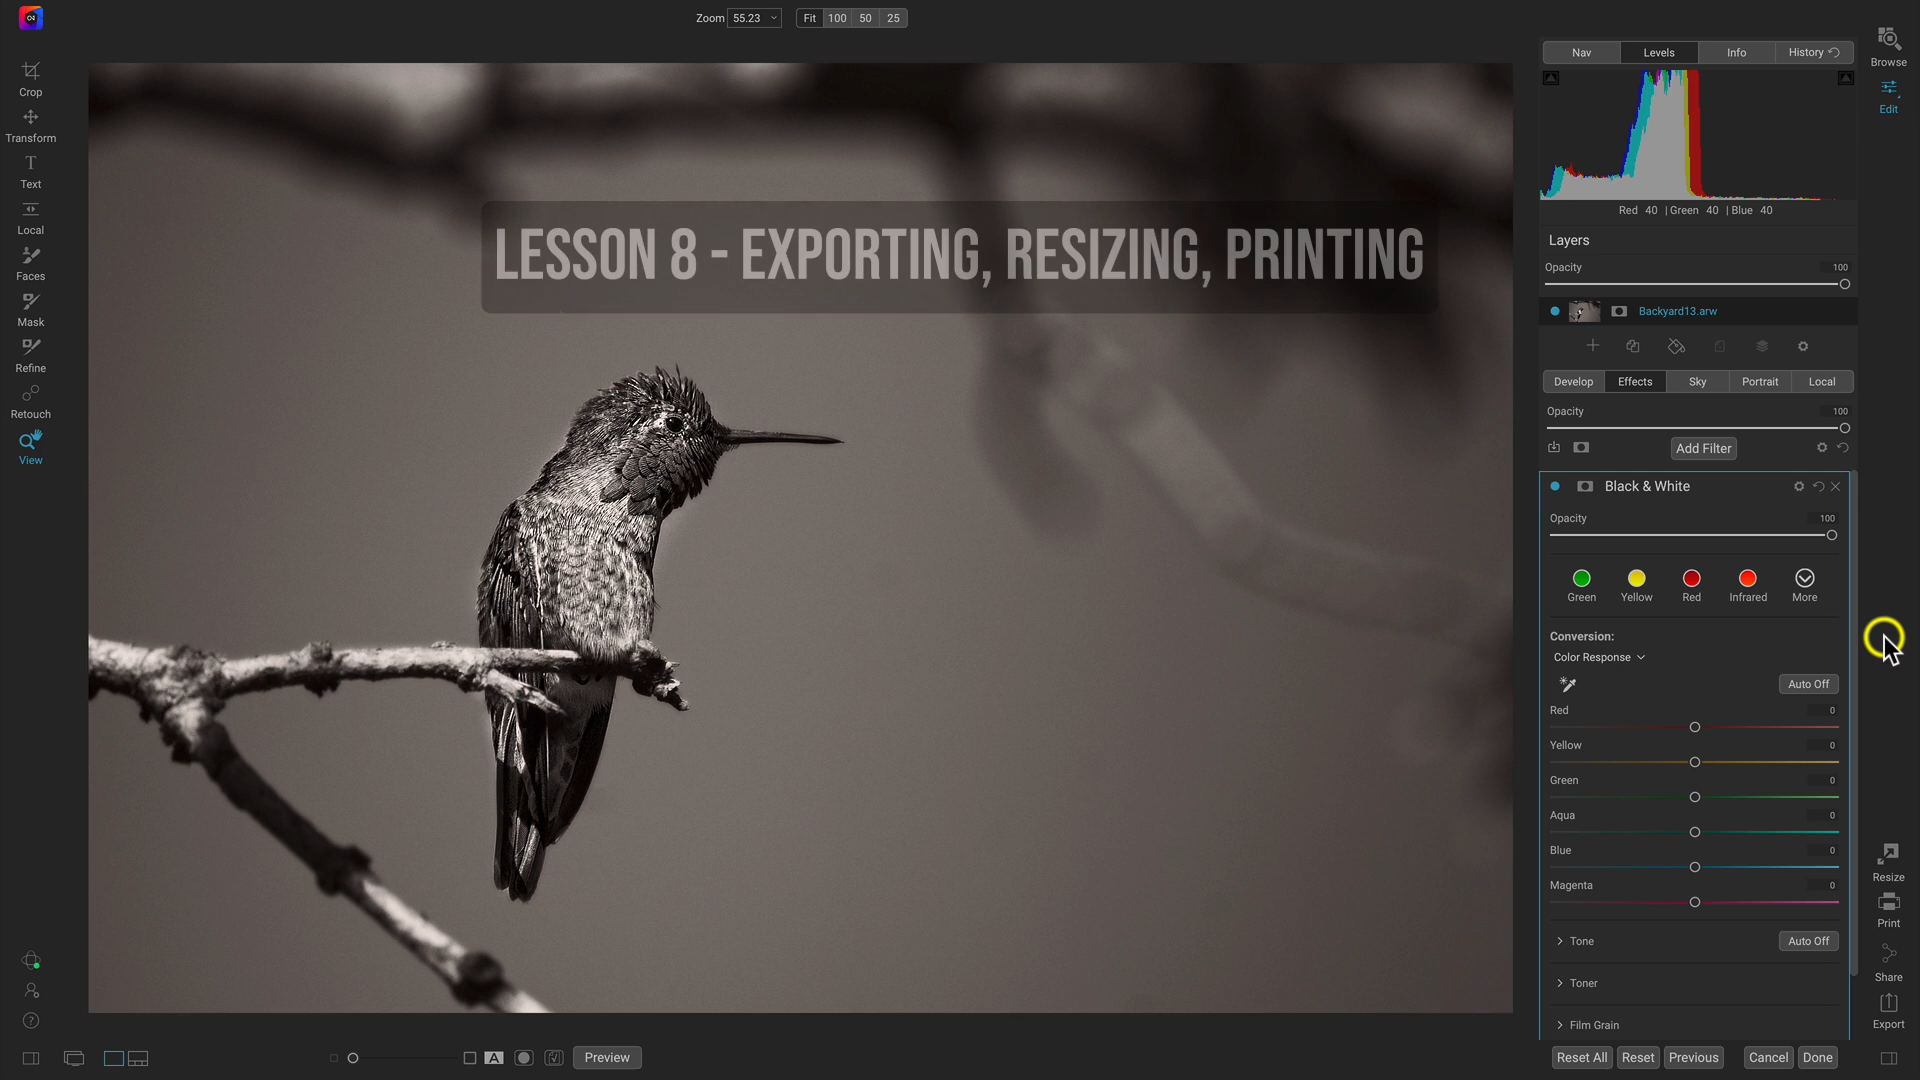 Zoom 55.23 Fit 100 50 25
Crop
Transform
Text
Local
Faces
Mask
Refine
Retouch
View
LESSON 8 - EXPORTING, RESIZING, PRINTING
Nav Levels Info History
Red 40 | Green 40 | Blue 40
Layers
Opacity 100
Backyard13.arw
Develop Effects Sky Portrait Local
Opacity 100
Add Filter
Black & White
Opacity 100
Green Yellow Red Infrared More
Conversion:
Color Response
Auto Off
Red 0
Yellow 0
Green 0
Aqua 0
Blue 0
Magenta 0
Tone Auto Off
Toner
Film Grain
Browse
Edit
Resize
Print
Share
Export
A Preview
Reset All Reset Previous Cancel Done